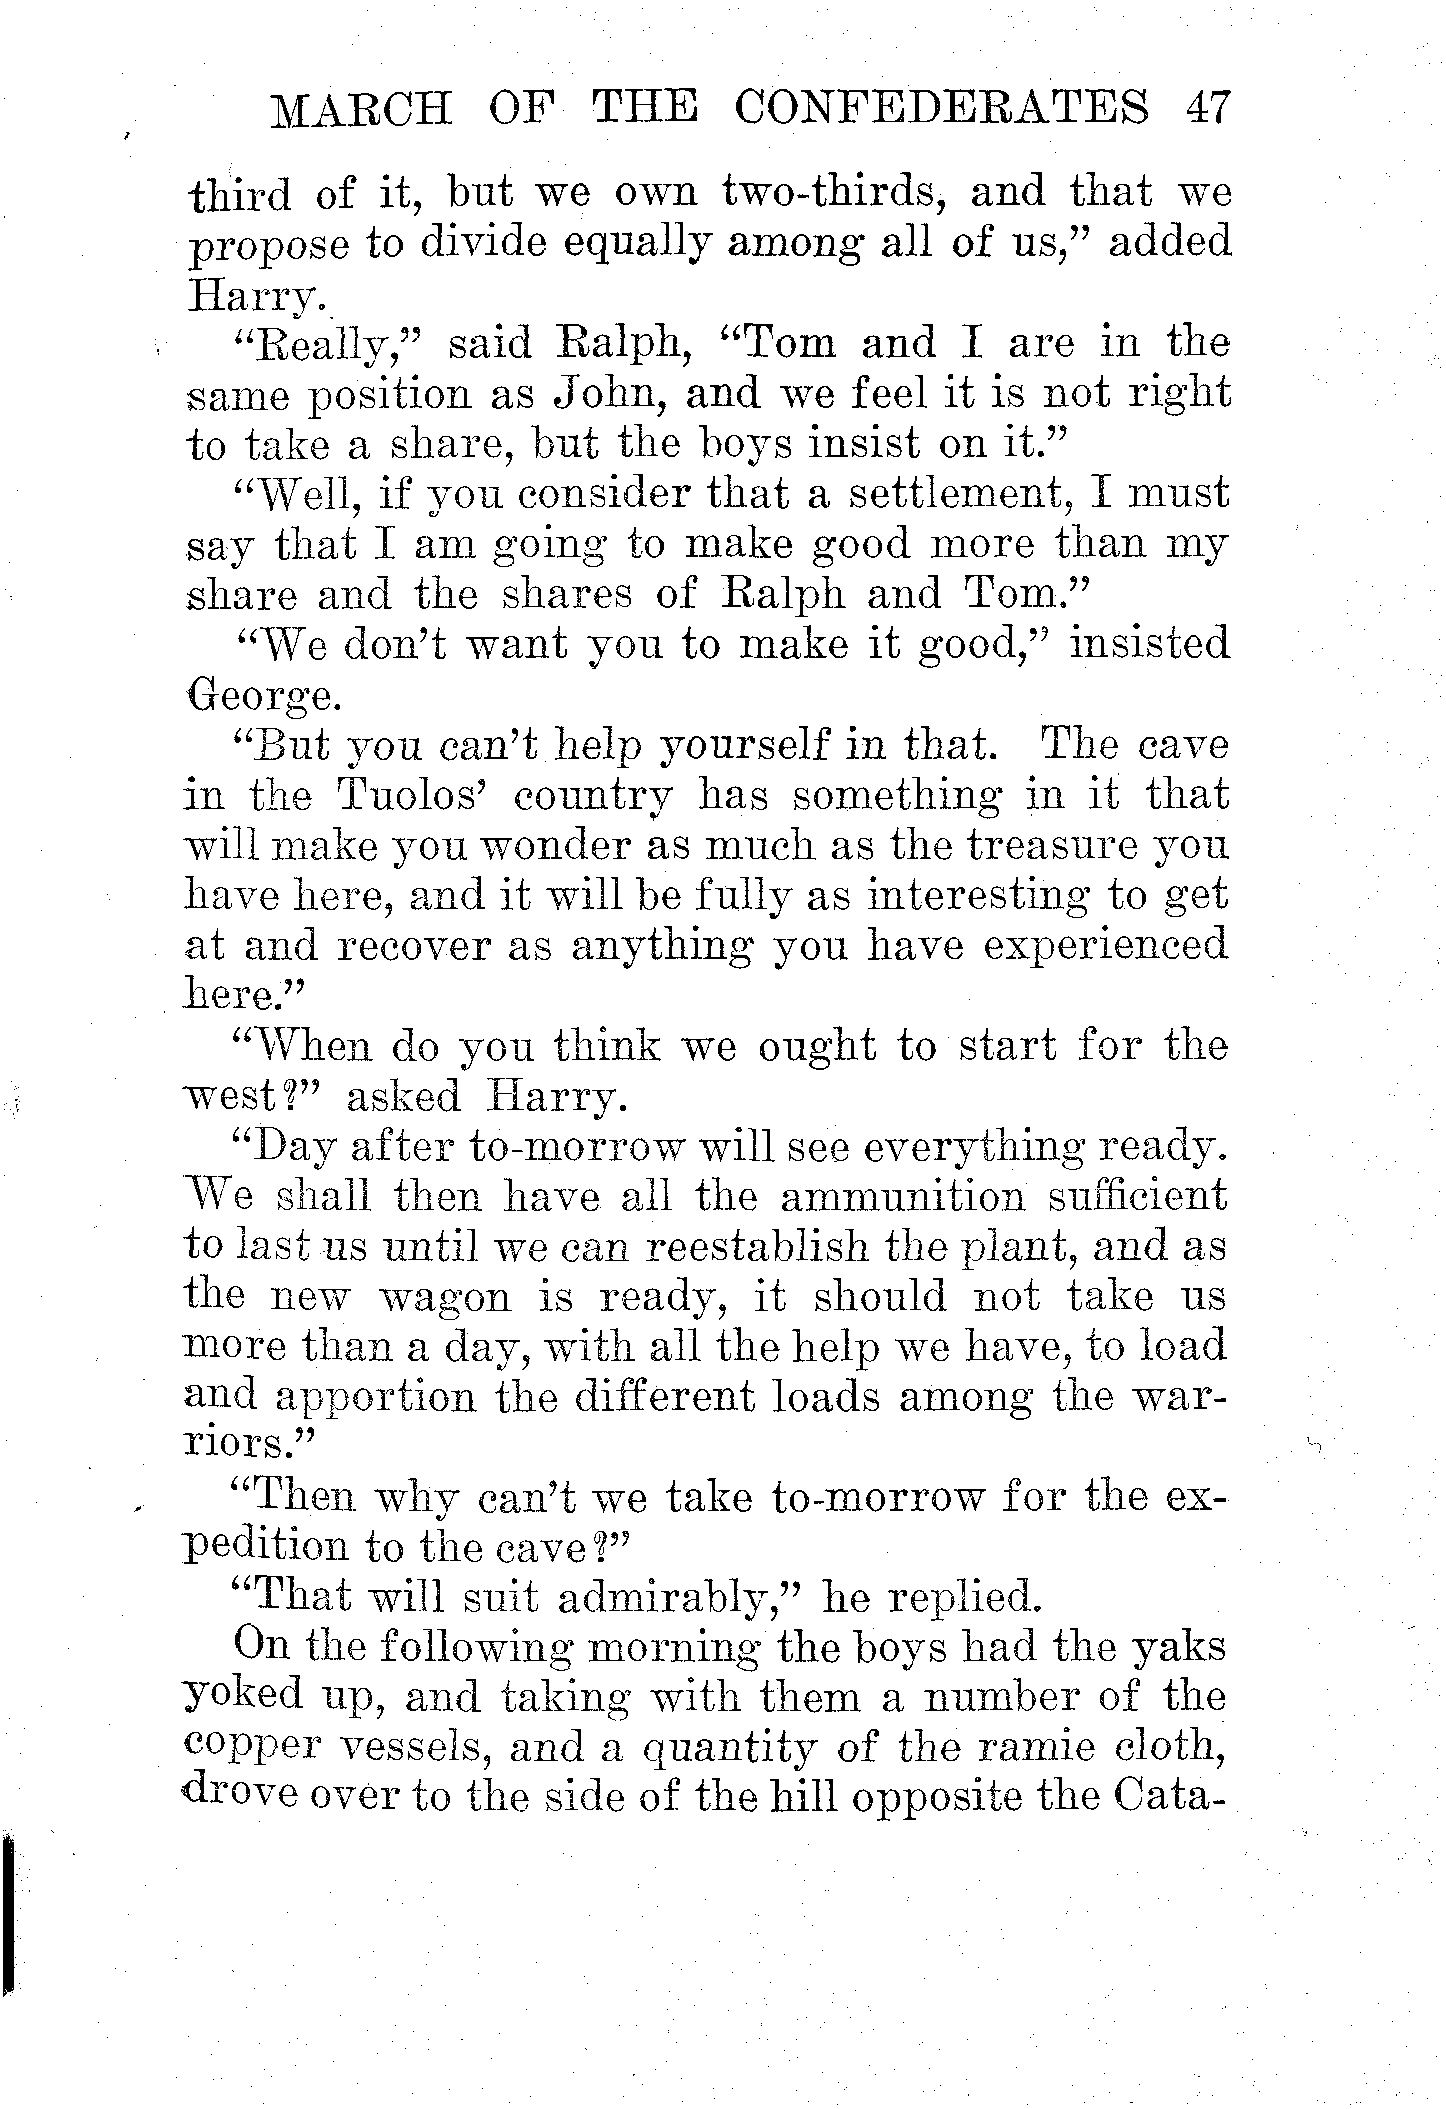 MARCH OF THE CONFEDERATES 47
third of it, but we own two-thirds, and that we
propose to divide equally among all of us,” added
Harry.
“Really,” said Ralph, “Tom and I are in the
same position as John, and we feel it is not right
to take a share, but the boys insist on it.”
“Well, if you consider that a settlement, I must
say that I am going to make good more than my
share and the shares of Ralph and Tom.”
“We don’t want you to make it good,” insisted
George.
“But you can’t help yourself in that. The cave
in the Tuolos’ country has something in it that
will make you wonder as much as the treasure you
have here, and it will be fully as interesting to get
at and recover as anything you have experienced
here.”
“When do you think we ought to start for the
west?” asked Harry.
“Day after to-morrow will see everything ready.
We shall then have all the ammunition sufficient
to last us until we can reestablish the plant, and as
the new wagon is ready, it should not take us
more than a day, with all the help we have, to load
and apportion the different loads among the war-
riors.”
“Then why can’t we take to-morrow for the ex-
pedition to the cave?”
“That will suit admirably,” he replied.
On the following morning the boys had the yaks
yoked up, and taking with them a number of the
copper vessels, and a quantity of the ramie cloth,
drove over to the side of the hill opposite the Cata-